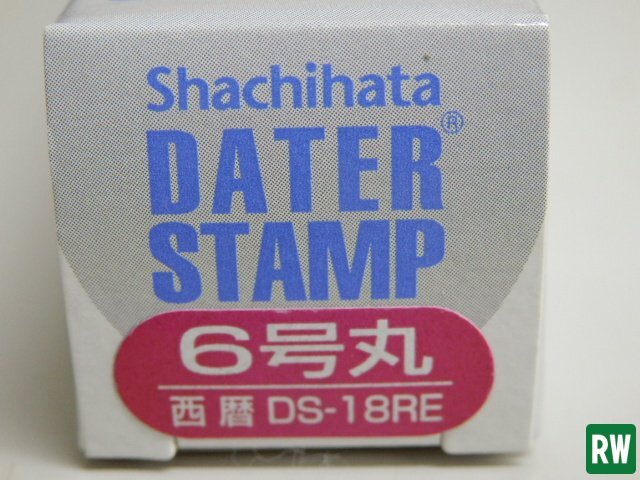 Shachihata
DATER®
STAMP
6号丸
西暦 DS-18RE
RW